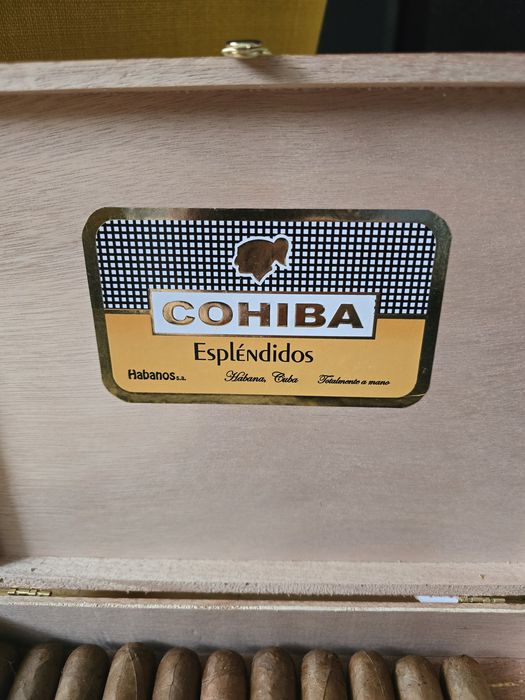 COHIBA
EsplÉndidos
Habanos s.a. Habana, Cuba Totalmente a mano